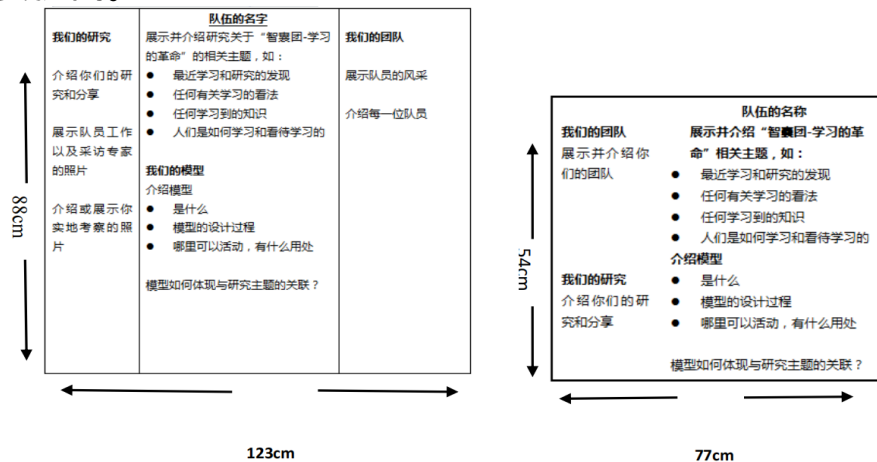 队伍的名字
我们的研究
介绍你们的研
究和分享
展示队员工作
以及采访专家
的照片
介绍或展示你
实地考察的照
片
展示并介绍研究关于“智囊团-学习
的革命”的相关主题，如：
● 最近学习和研究的发现
● 任何有关学习的看法
● 任何学习到的知识
● 人们是如何学习和看待学习的
我们的模型
介绍模型
● 是什么
● 模型的设计过程
● 哪里可以活动，有什么用处
模型如何体现与研究主题的关联？
我们的团队
展示队员的风采
介绍每一位队员
88cm
123cm
队伍的名称
我们的团队
展示并介绍你
们的团队
我们的研究
介绍你们的研
究和分享
展示并介绍“智囊团-学习的革
命”相关主题，如：
● 最近学习和研究的发现
● 任何有关学习的看法
● 任何学习到的知识
● 人们是如何学习和看待学习的
介绍模型
● 是什么
● 模型的设计过程
● 哪里可以活动，有什么用处
模型如何体现与研究主题的关联？
54cm
77cm